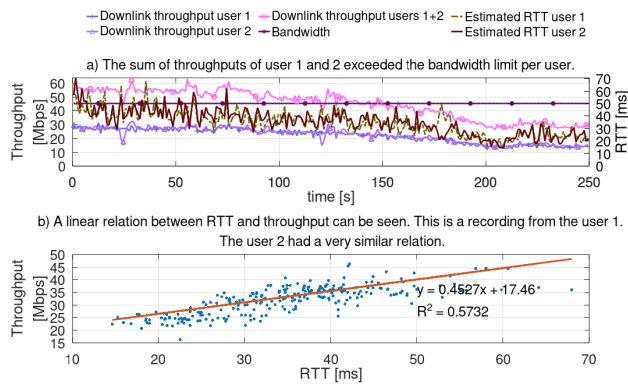 Downlink throughput user 1
Downlink throughput users 1+2
Estimated RTT user 1
Downlink throughput user 2
Bandwidth
Estimated RTT user 2
a) The sum of throughputs of user 1 and 2 exceeded the bandwidth limit per user.
Throughput
[Mbps]
60
50
40
30
20
10
0
70
60
50
40
30
20
10
0
RTT [ms]
0
50
100
150
200
250
time [s]
b) A linear relation between RTT and throughput can be seen. This is a recording from the user 1.
The user 2 had a very similar relation.
Throughput
[Mbps]
50
45
40
35
30
25
20
15
y = 0.4527x + 17.46
R² = 0.5732
10
20
30
40
50
60
70
RTT [ms]